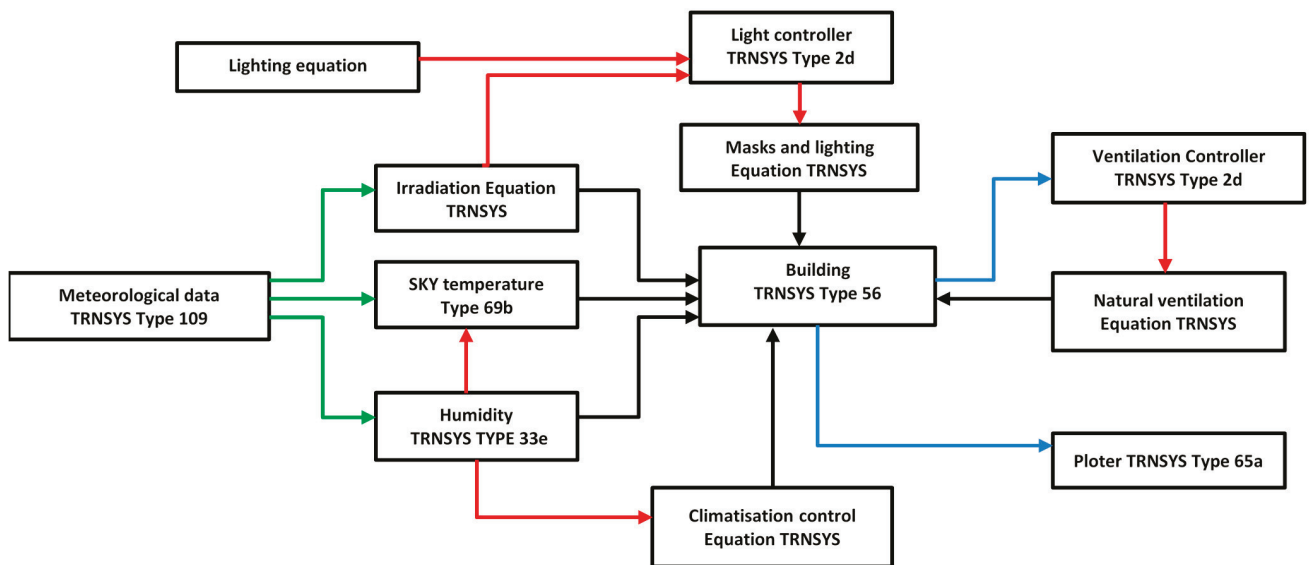 Light controller
TRNSYS Type 2d
Lighting equation
Masks and lighting
Equation TRNSYS
Ventilation Controller
TRNSYS Type 2d
Irradiation Equation
TRNSYS
Meteorological data
TRNSYS Type 109
SKY temperature
Type 69b
Building
TRNSYS Type 56
Natural ventilation
Equation TRNSYS
Humidity
TRNSYS TYPE 33e
Ploter TRNSYS Type 65a
Climatisation control
Equation TRNSYS